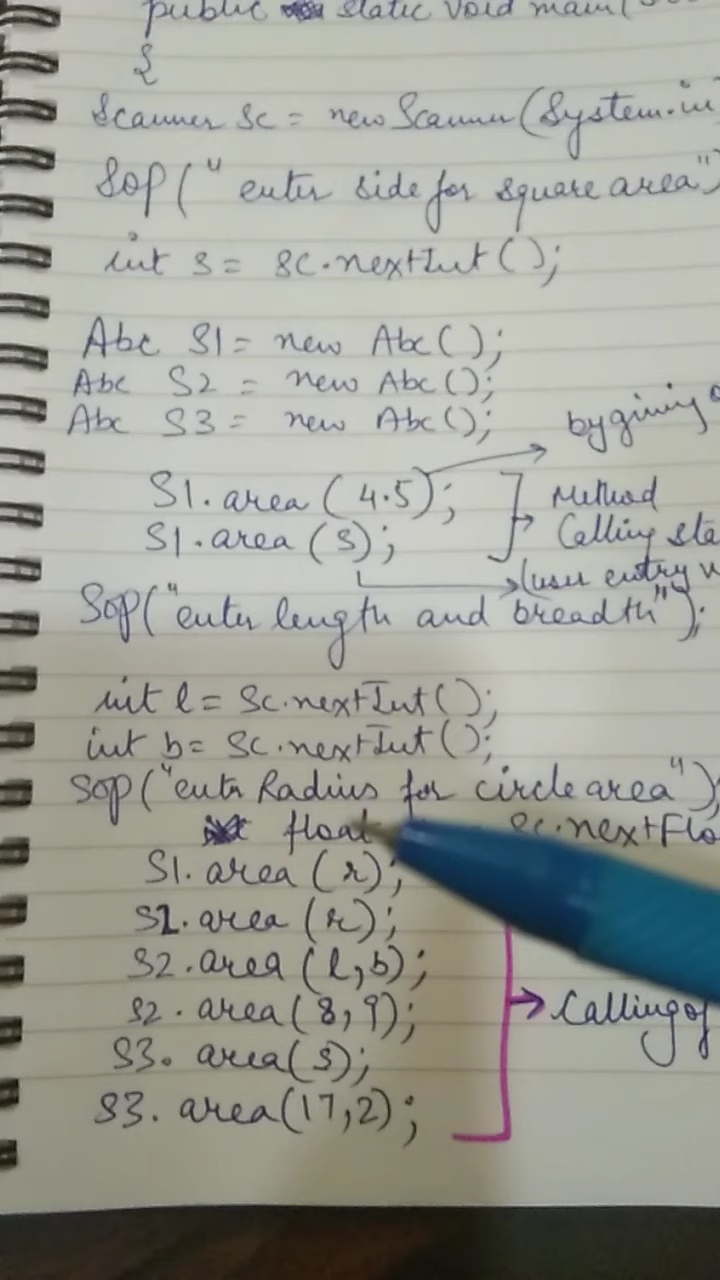 public static void main(
{
Scanner sc = new Scanner(System.in
Sop(" enter side for square area")
int s = sc.nextInt();
Abc S1 = new Abc();
Abc S2 = new Abc();
Abc S3 = new Abc();
by giving
S1.area (4.5);
S1.area (s);
Method
Calling sta
(user entry
Sop("enter length and breadth");
int l = Sc.nextInt();
int b = Sc.nextInt();
Sop("enter Radius for circle area")
float sc.nextFlo
S1.area (r);
S2.area (r);
S2.area (l,b);
S2.area(8,9);
S3.area(s);
S3.area(17,2);
Calling of